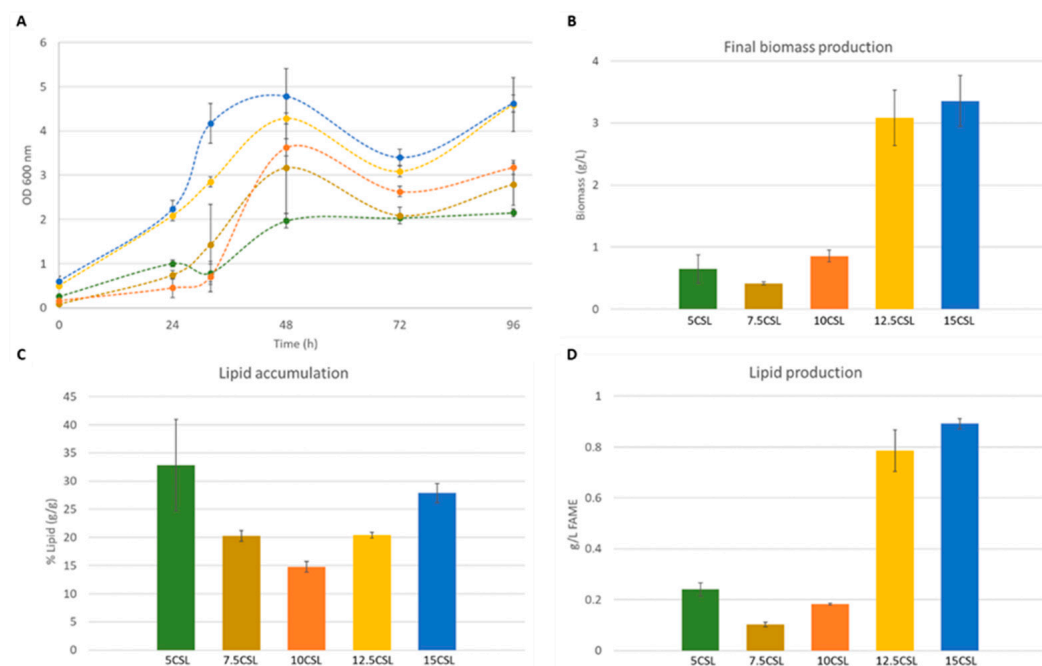 A
6
5
4
3
2
1
0
OD 600 nm
0 24 48 72 96
Time (h)
B
Final biomass production
4
3
2
1
0
Biomass (g/L)
5CSL 7.5CSL 10CSL 12.5CSL 15CSL
C
Lipid accumulation
45
40
35
30
25
20
15
10
5
0
% Lipid (g/g)
5CSL 7.5CSL 10CSL 12.5CSL 15CSL
D
Lipid production
1
0.8
0.6
0.4
0.2
0
g/L FAME
5CSL 7.5CSL 10CSL 12.5CSL 15CSL